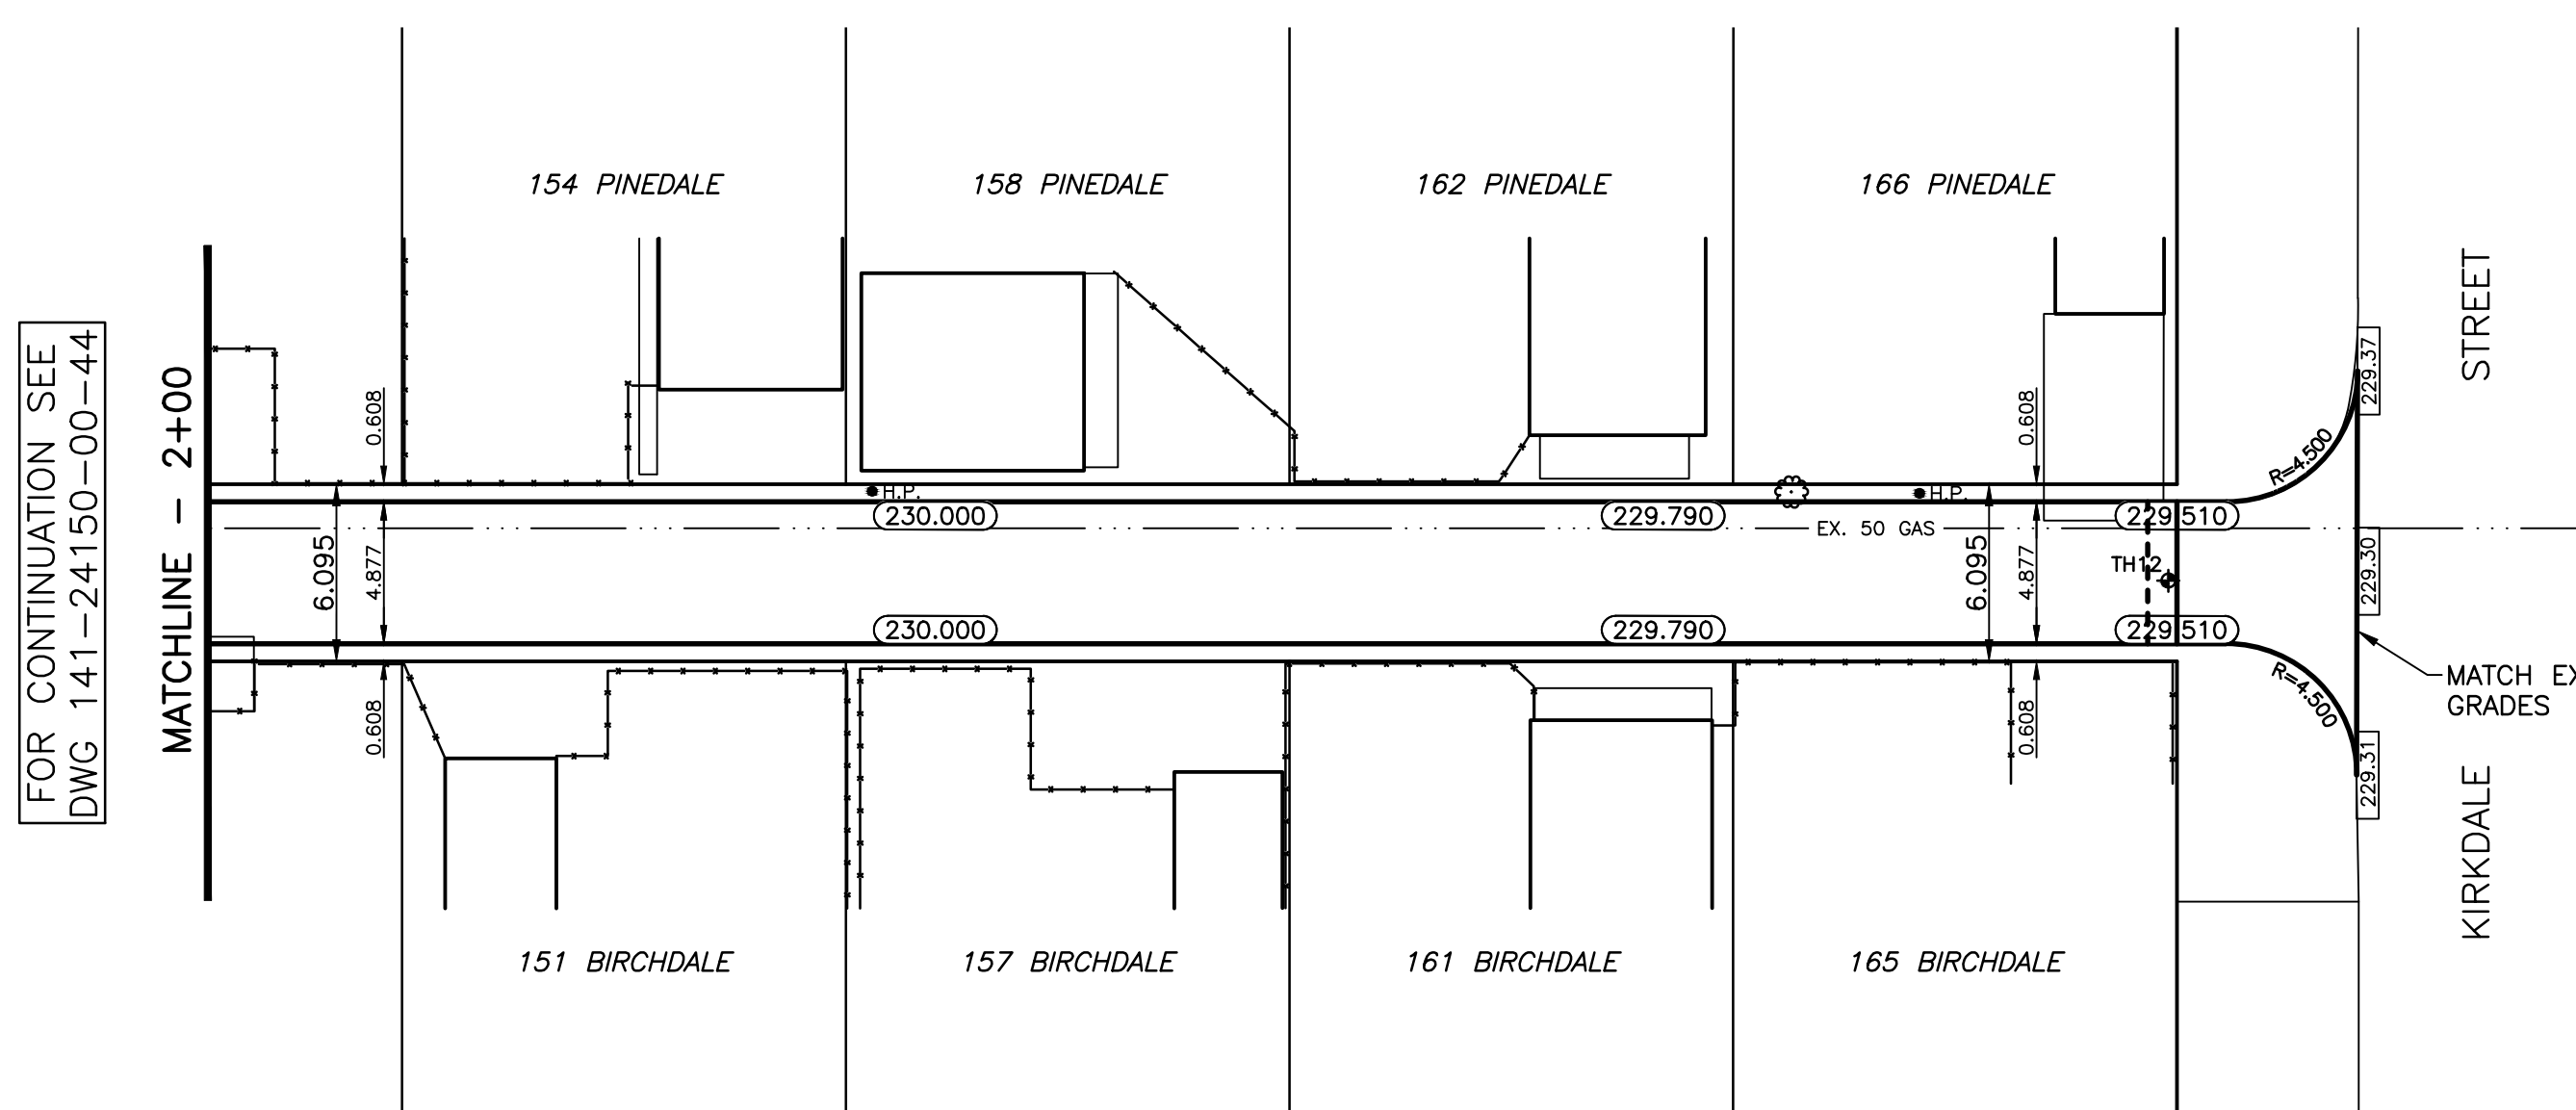 FOR CONTINUATION SEE
DWG 141-24150-00-44
MATCHLINE - 2+00
154 PINEDALE
158 PINEDALE
162 PINEDALE
166 PINEDALE
STREET
229.37
0.608
0.608
R=4.500
H.P.
H.P.
230.000
229.790
229.510
EX. 50 GAS
6.095
4.877
6.095
4.877
TH12
229.30
230.000
229.790
229.510
R=4.500
MATCH EX
GRADES
0.608
0.608
229.31
KIRKDALE
151 BIRCHDALE
157 BIRCHDALE
161 BIRCHDALE
165 BIRCHDALE